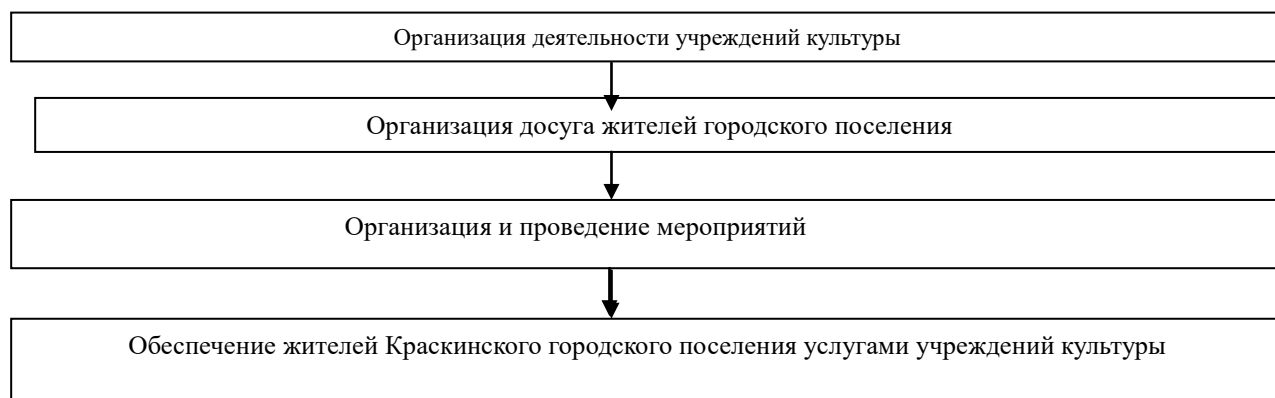 Организация деятельности учреждений культуры
Организация досуга жителей городского поселения
Организация и проведение мероприятий
Обеспечение жителей Краскинского городского поселения услугами учреждений культуры